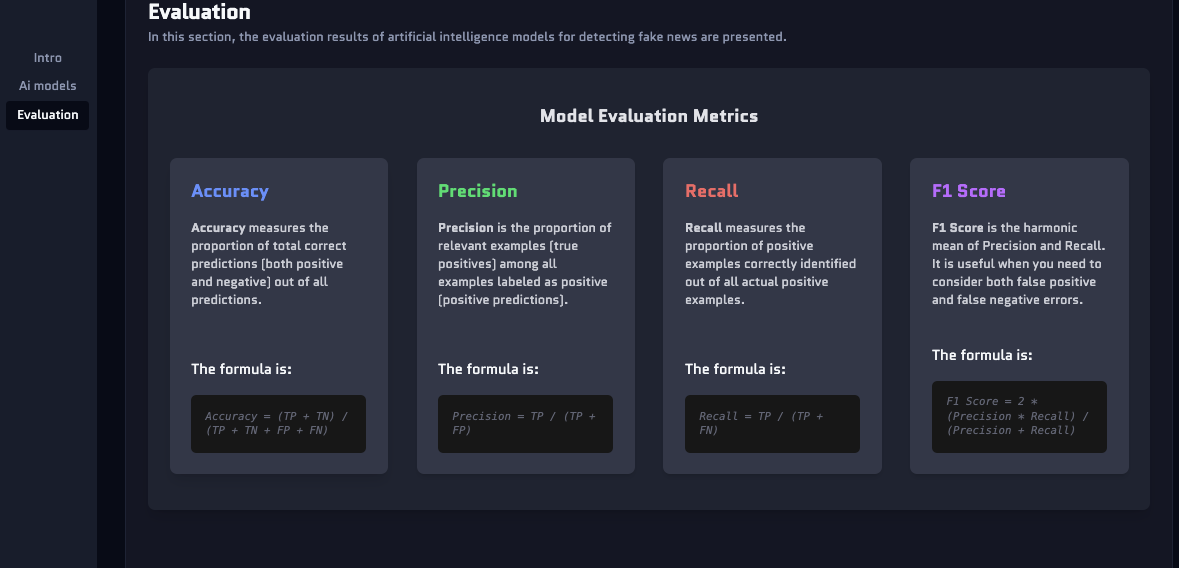 Evaluation
In this section, the evaluation results of artificial intelligence models for detecting fake news are presented.
Intro
Ai models
Evaluation
Model Evaluation Metrics
Accuracy
Accuracy measures the
proportion of total correct
predictions (both positive
and negative) out of all
predictions.
The formula is:
Accuracy = (TP + TN) /
(TP + TN + FP + FN)
Precision
Precision is the proportion of
relevant examples (true
positives) among all
examples labeled as positive
(positive predictions).
The formula is:
Precision = TP / (TP +
FP)
Recall
Recall measures the
proportion of positive
examples correctly identified
out of all actual positive
examples.
The formula is:
Recall = TP / (TP +
FN)
F1 Score
F1 Score is the harmonic
mean of Precision and Recall.
It is useful when you need to
consider both false positive
and false negative errors.
The formula is:
F1 Score = 2 *
(Precision * Recall) /
(Precision + Recall)